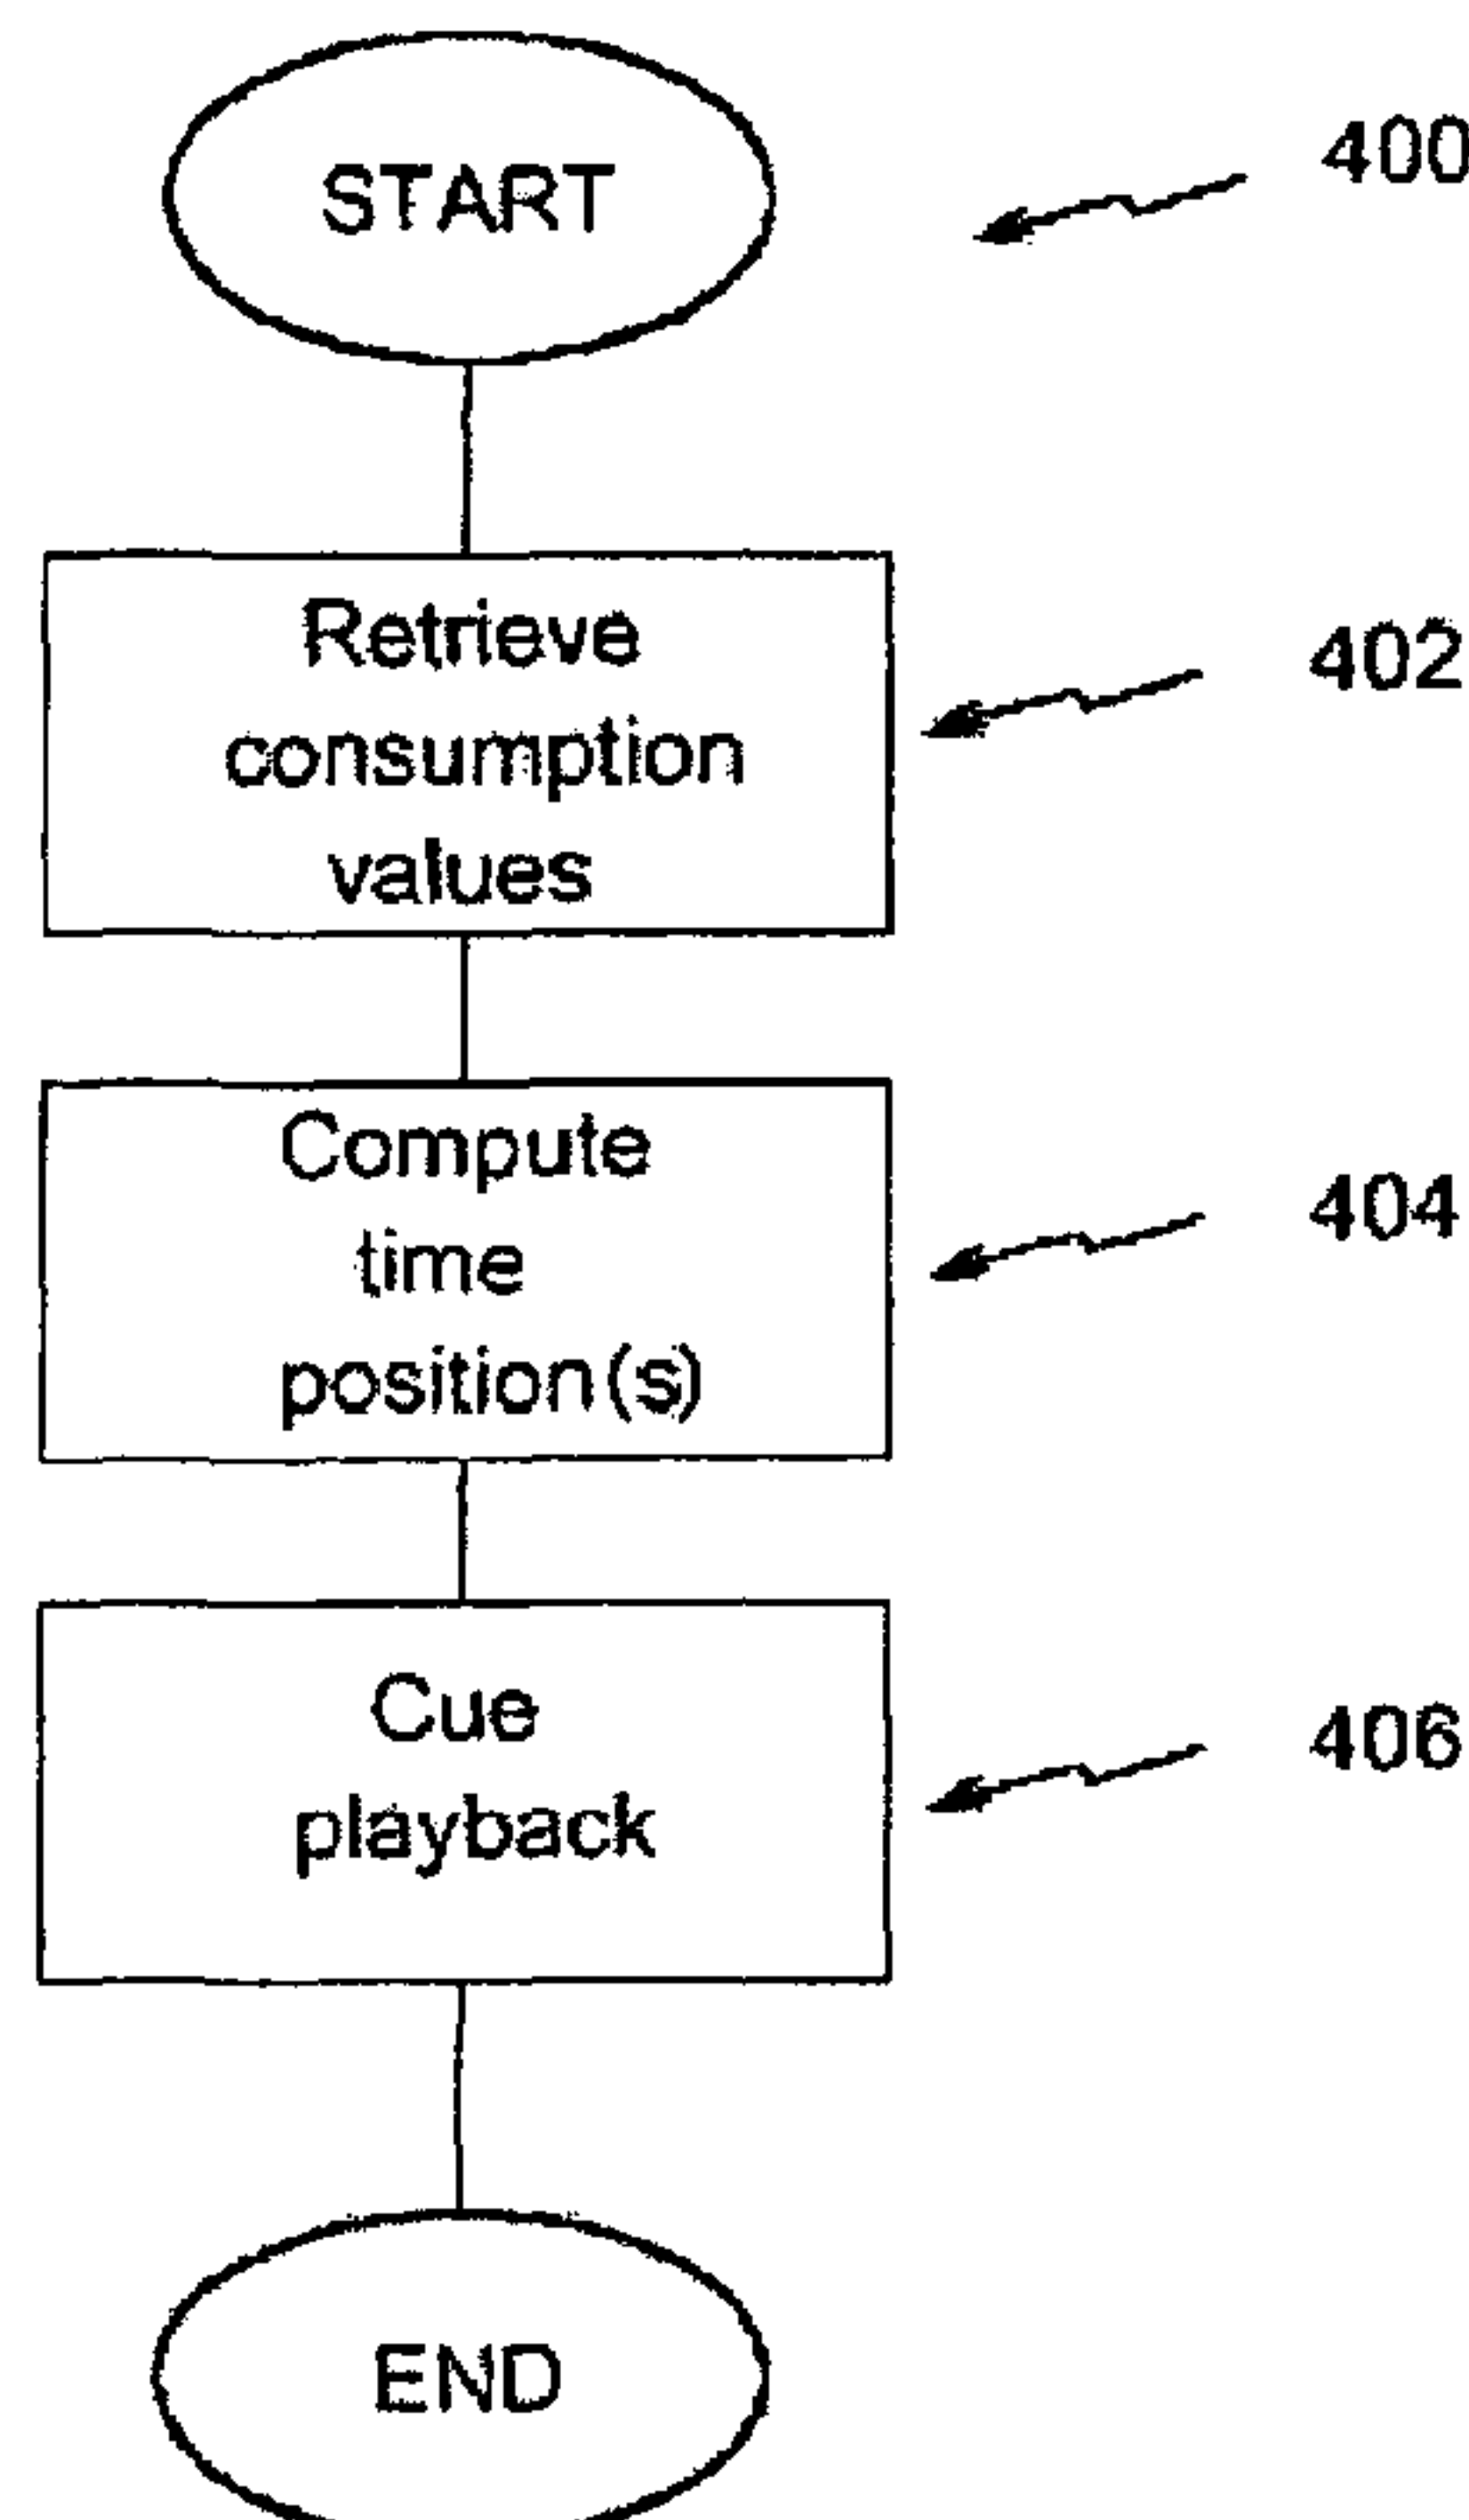 START
400
Retrieve
consumption
values
402
Compute
time
position(s)
404
Cue
playback
406
END